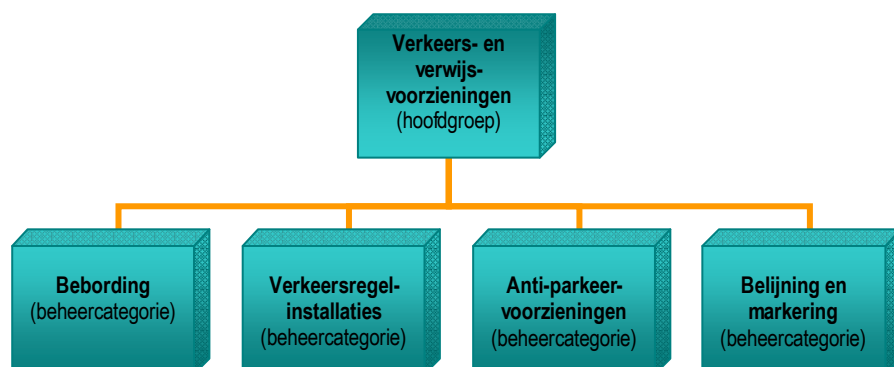 Verkeers- en
verwijs-
voorzieningen
(hoofdgroep)
Bebording
(beheercategorie)
Verkeersregel-
installaties
(beheercategorie)
Anti-parkeer-
voorzieningen
(beheercategorie)
Belijning en
markering
(beheercategorie)